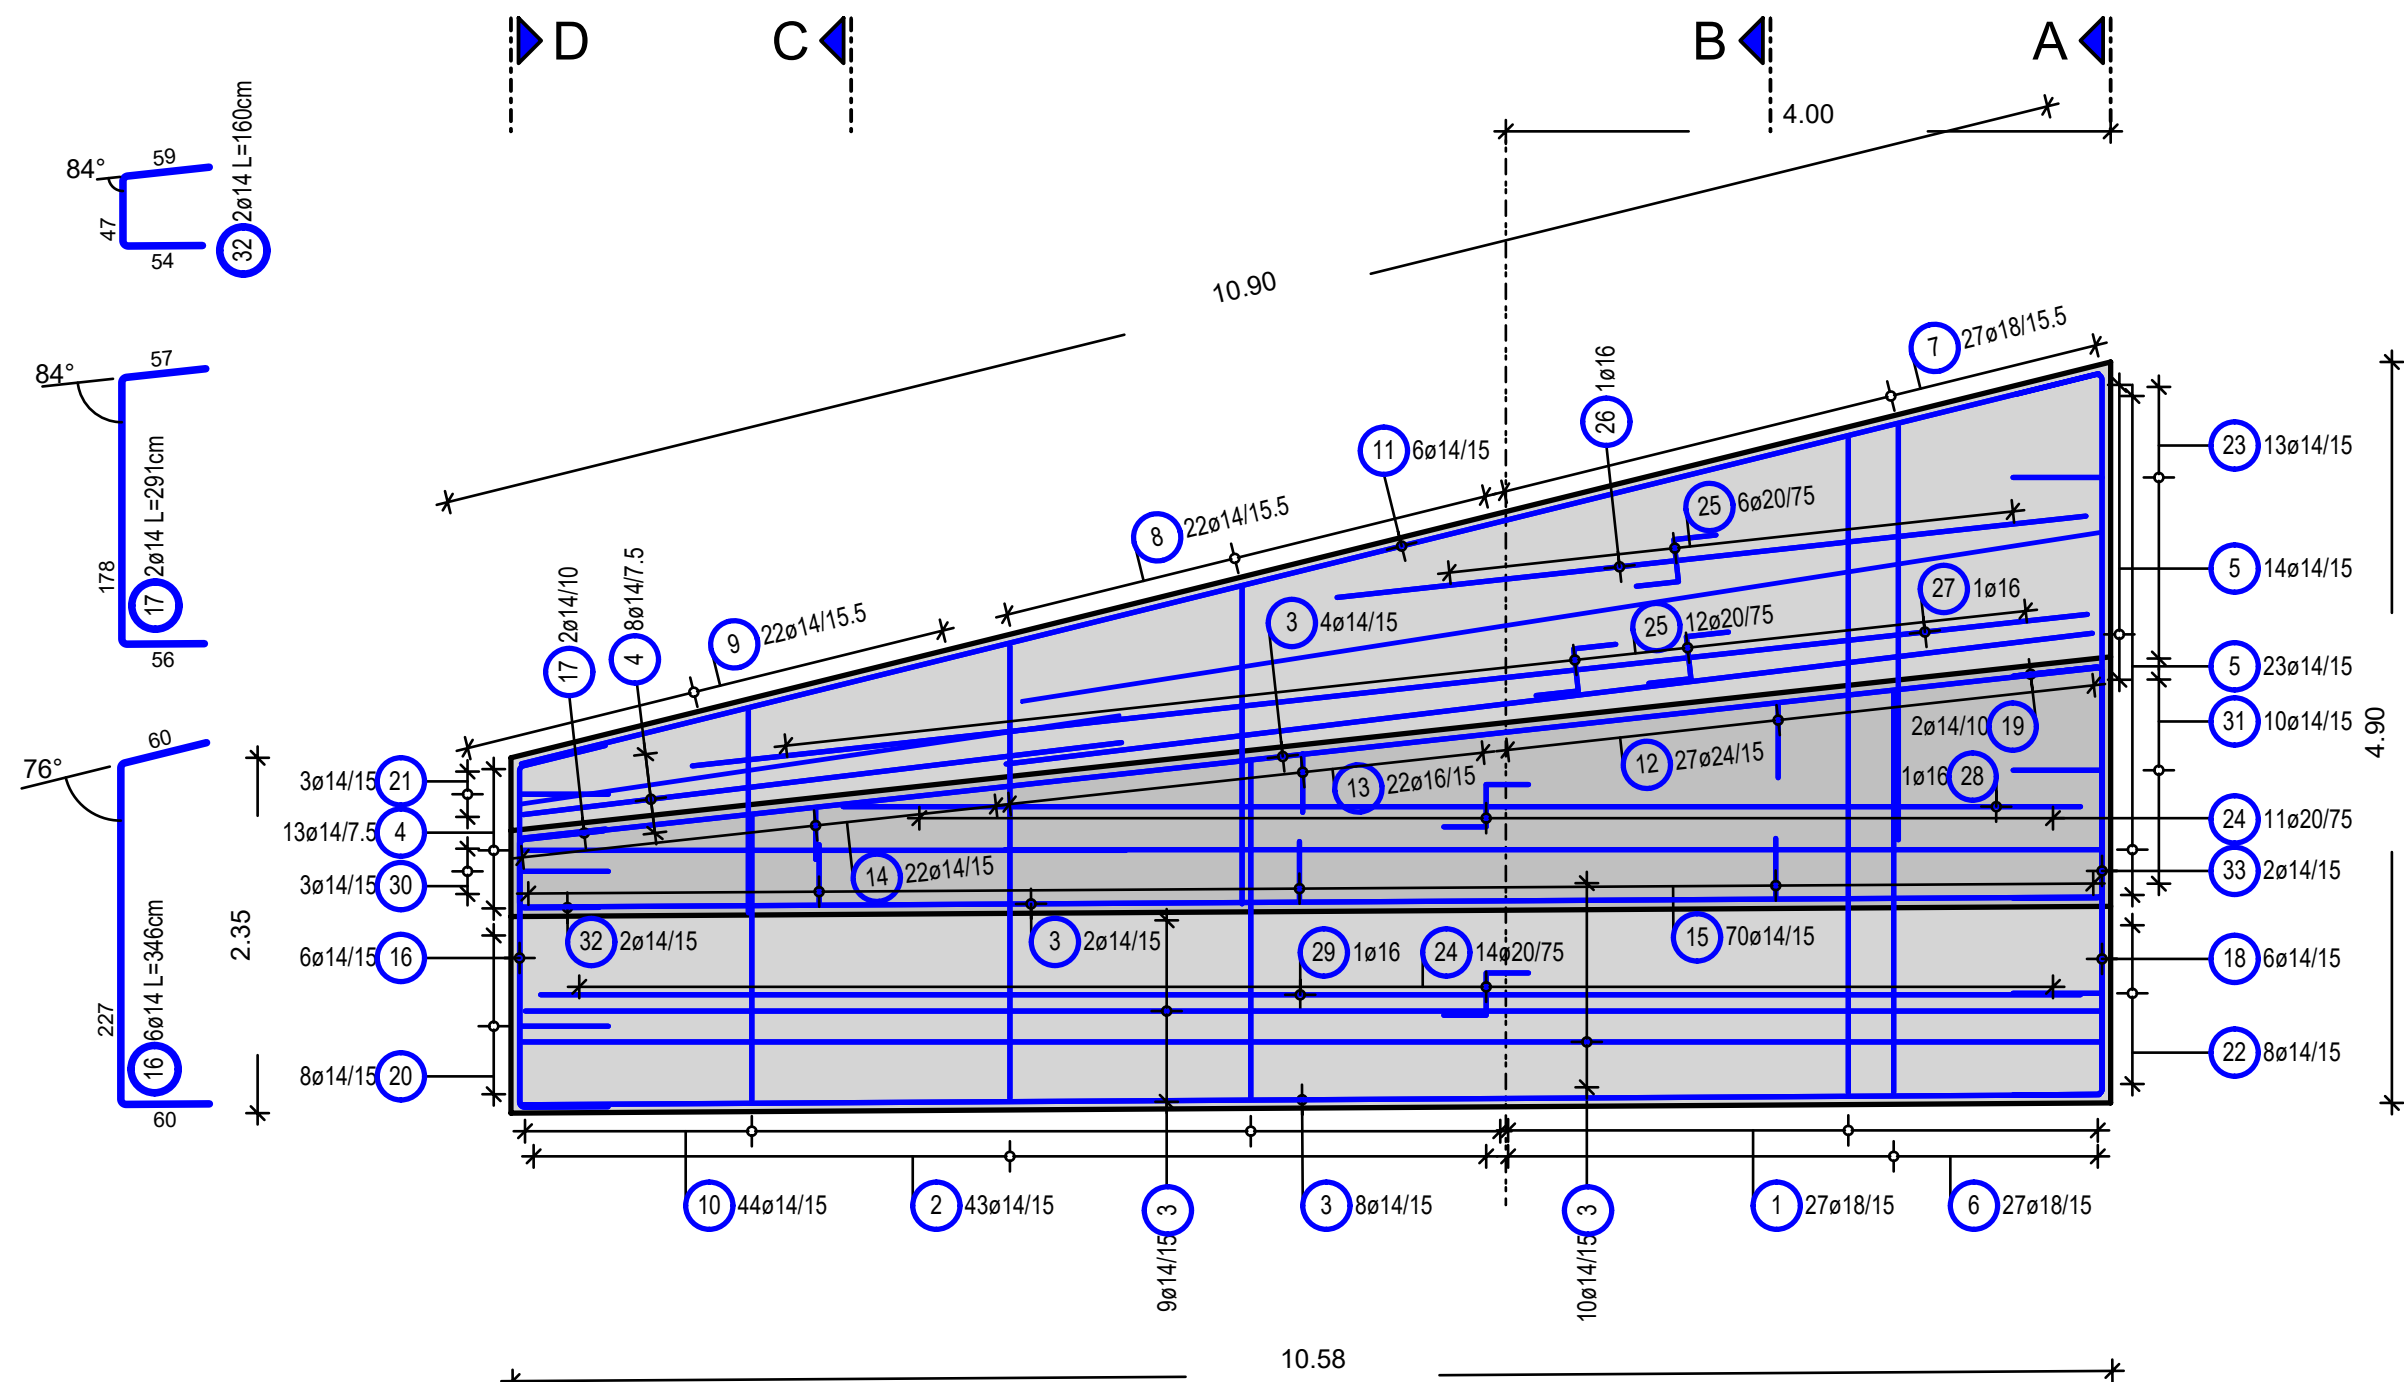 D
C
B
A
4.00
10.90
84°
59
47
54
32 2ø14 L=160cm
84°
57
178
56
17 2ø14 L=291cm
76°
60
227
60
16 6ø14 L=346cm
2.35
7 27ø18/15.5
26 1ø16
11 6ø14/15
8 22ø14/15.5
25 6ø20/75
9 22ø14/15.5
17 2ø14/10
4 8ø14/7.5
3 4ø14/15
25 12ø20/75
27 1ø16
2ø14/10 19
12 27ø24/15
1ø16 28
13 22ø16/15
14 22ø14/15
3ø14/15 21
13ø14/7.5 4
3ø14/15 30
6ø14/15 16
8ø14/15 20
23 13ø14/15
5 14ø14/15
5 23ø14/15
31 10ø14/15
24 11ø20/75
33 2ø14/15
18 6ø14/15
22 8ø14/15
4.90
32 2ø14/15
3 2ø14/15
29 1ø16
24 14ø20/75
15 70ø14/15
10 44ø14/15
2 43ø14/15
3 9ø14/15
3 8ø14/15
3 10ø14/15
1 27ø18/15
6 27ø18/15
10.58